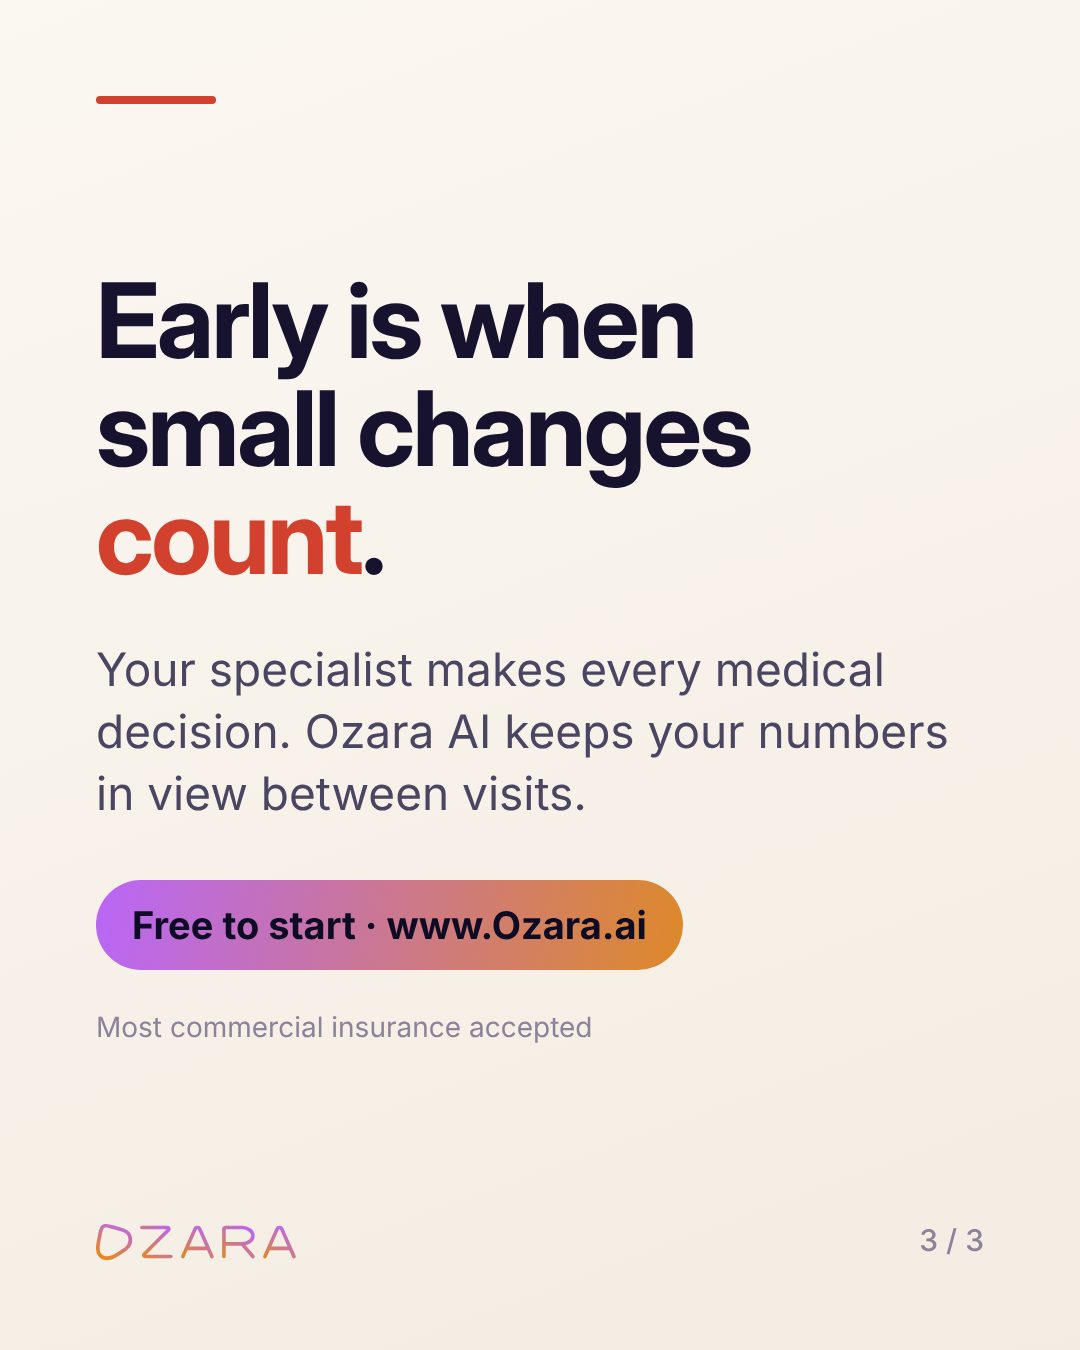 Early is when
small changes
count.
Your specialist makes every medical
decision. Ozara AI keeps your numbers
in view between visits.
Free to start · www.Ozara.ai
Most commercial insurance accepted
OZARA
3 / 3